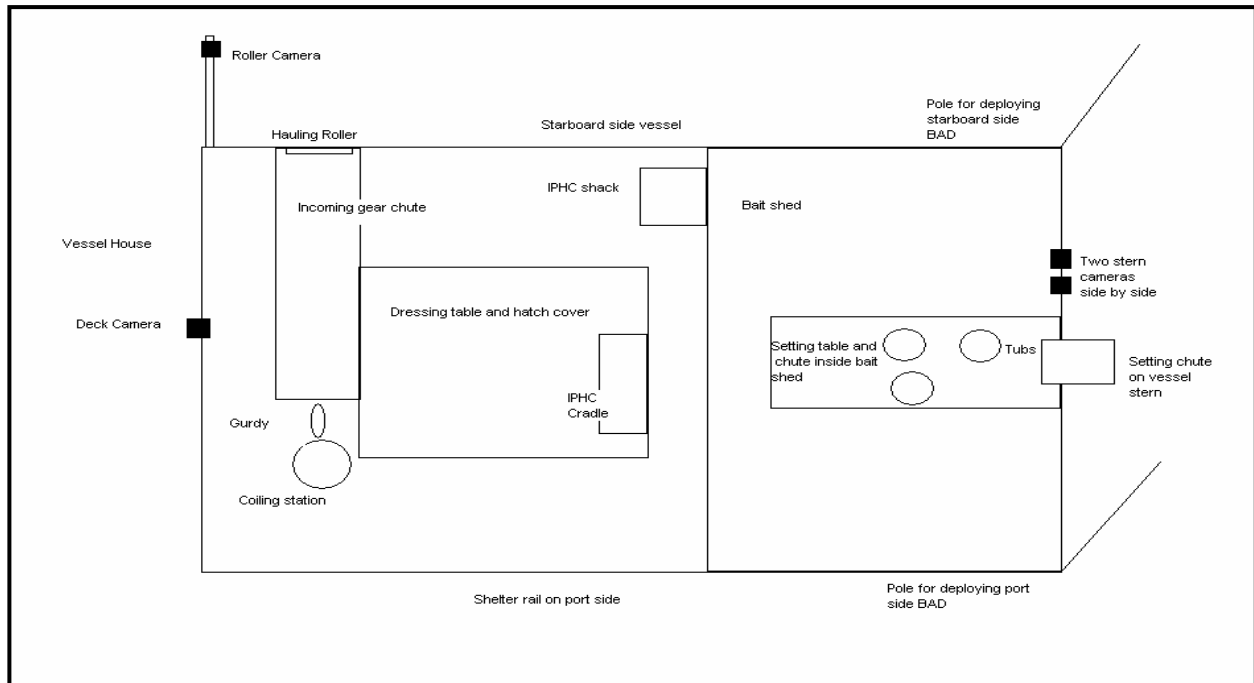 Roller Camera
Pole for deploying
starboard side
BAD
Starboard side vessel
Hauling Roller
IPHC shack
Incoming gear chute
Bait shed
Vessel House
Two stern
cameras
side by side
Deck Camera
Dressing table and hatch cover
Setting table and
chute inside bait
shed
Tubs
Setting chute
on vessel
stern
IPHC
Cradle
Gurdy
Coiling station
Shelter rail on port side
Pole for deploying port
side BAD